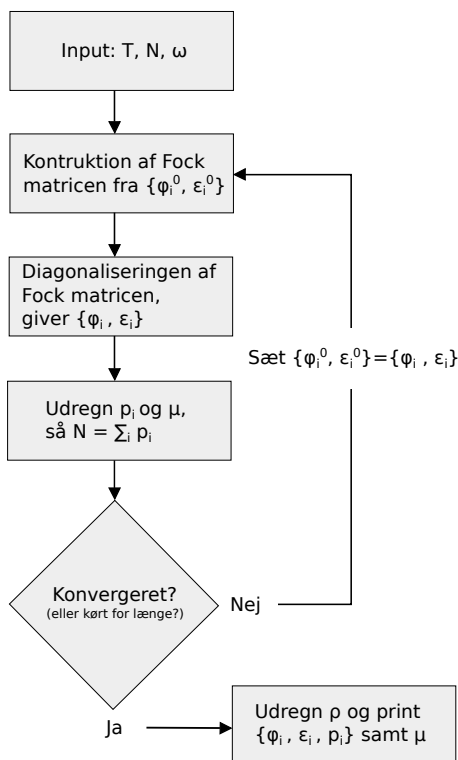 Input: T, N, ω
Kontruktion af Fock
matricen fra {φᵢ⁰, εᵢ⁰}
Diagonaliseringen af
Fock matricen,
giver {φᵢ , εᵢ}
Sæt {φᵢ⁰, εᵢ⁰}={φᵢ , εᵢ}
Udregn pᵢ og μ,
så N = ∑ᵢ pᵢ
Konvergeret?
(eller kørt for længe?)
Nej
Ja
Udregn ρ og print
{φᵢ , εᵢ , pᵢ} samt μ